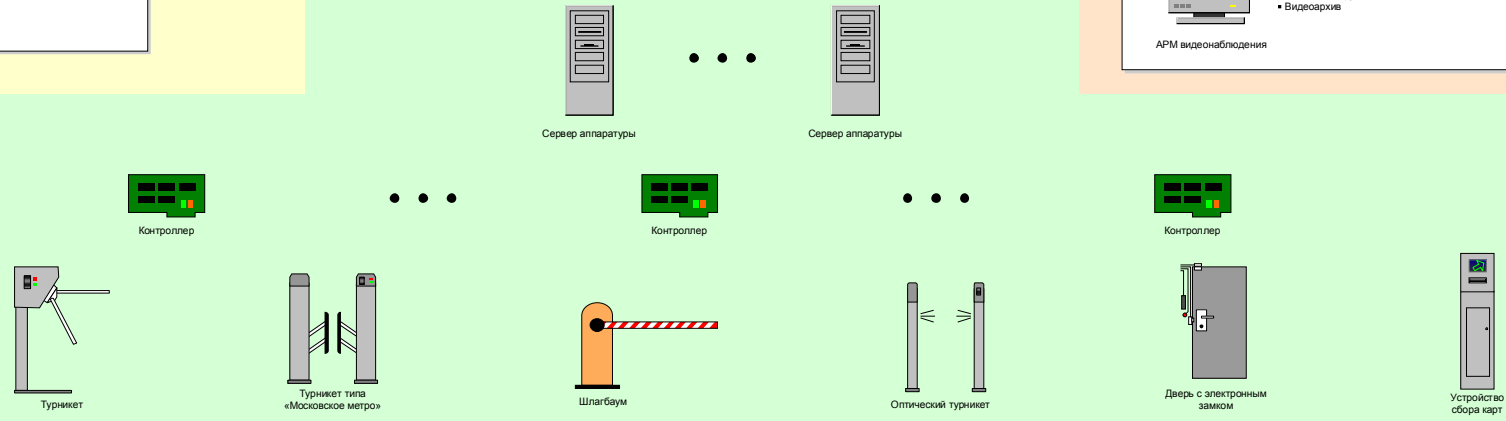 ▪ Видеоархив
АРМ видеонаблюдения
Сервер аппаратуры
Сервер аппаратуры
Контроллер
Контроллер
Контроллер
Турникет
Турникет типа
«Московское метро»
Шлагбаум
Оптический турникет
Дверь с электронным
замком
Устройство
сбора карт